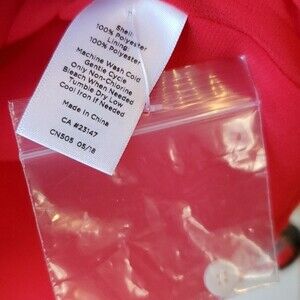 Shell:
100% Polyester
Lining:
100% Polyester
Machine Wash Cold
Gentle Cycle
Only Non-Chlorine
Bleach When Needed
Tumble Dry Low
Cool Iron If Needed
Made In China
CA #23147
CN505 05/18